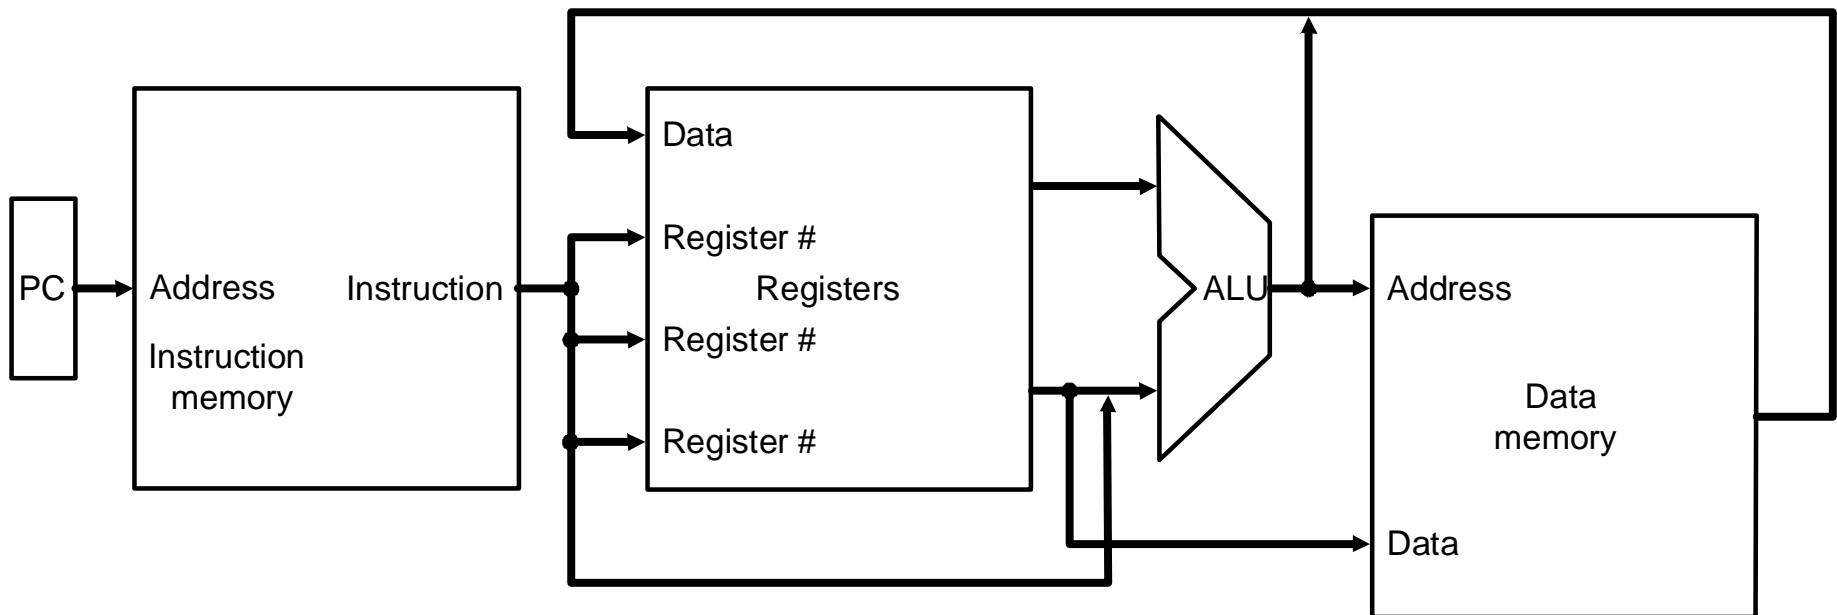 PC
Address
Instruction
Instruction
memory
Data
Register #
Registers
Register #
Register #
ALU
Address
Data
memory
Data